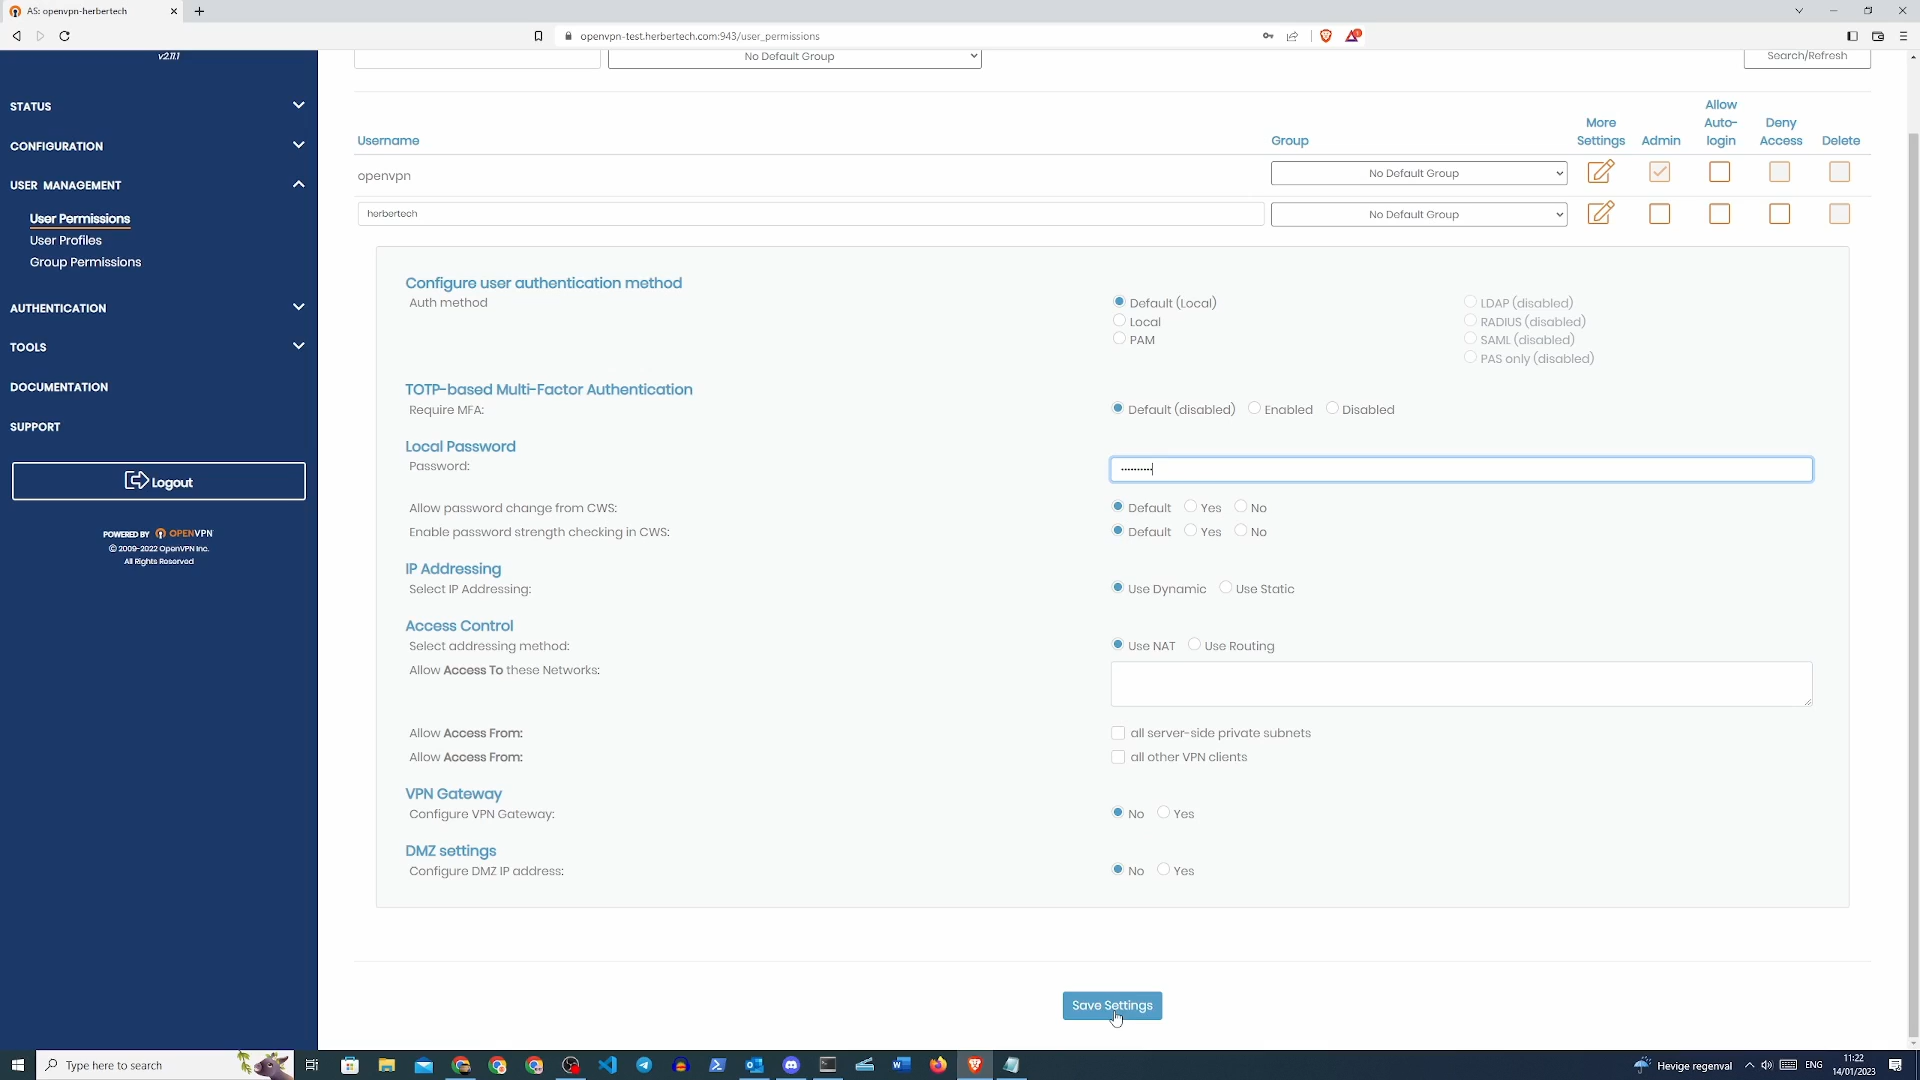 AS: openvpn-herbertech
openvpn-test.herbertech.com:943/user_permissions
v2.11.1
No Default Group
Search/Refresh
STATUS
CONFIGURATION
USER MANAGEMENT
User Permissions
User Profiles
Group Permissions
AUTHENTICATION
TOOLS
DOCUMENTATION
SUPPORT
Logout
POWERED BY OPENVPN
© 2009-2022 OpenVPN Inc.
All Rights Reserved
Username
Group
More Settings
Admin
Allow Auto-login
Deny Access
Delete
openvpn
No Default Group
herbertech
No Default Group
Configure user authentication method
Auth method
Default (Local)
Local
PAM
LDAP (disabled)
RADIUS (disabled)
SAML (disabled)
PAS only (disabled)
TOTP-based Multi-Factor Authentication
Require MFA:
Default (disabled) Enabled Disabled
Local Password
Password:
Allow password change from CWS:
Default Yes No
Enable password strength checking in CWS:
Default Yes No
IP Addressing
Select IP Addressing:
Use Dynamic Use Static
Access Control
Select addressing method:
Use NAT Use Routing
Allow Access To these Networks:
Allow Access From:
all server-side private subnets
Allow Access From:
all other VPN clients
VPN Gateway
Configure VPN Gateway:
No Yes
DMZ settings
Configure DMZ IP address:
No Yes
Save Settings
Type here to search
Hevige regenval
ENG
11:22
14/01/2023